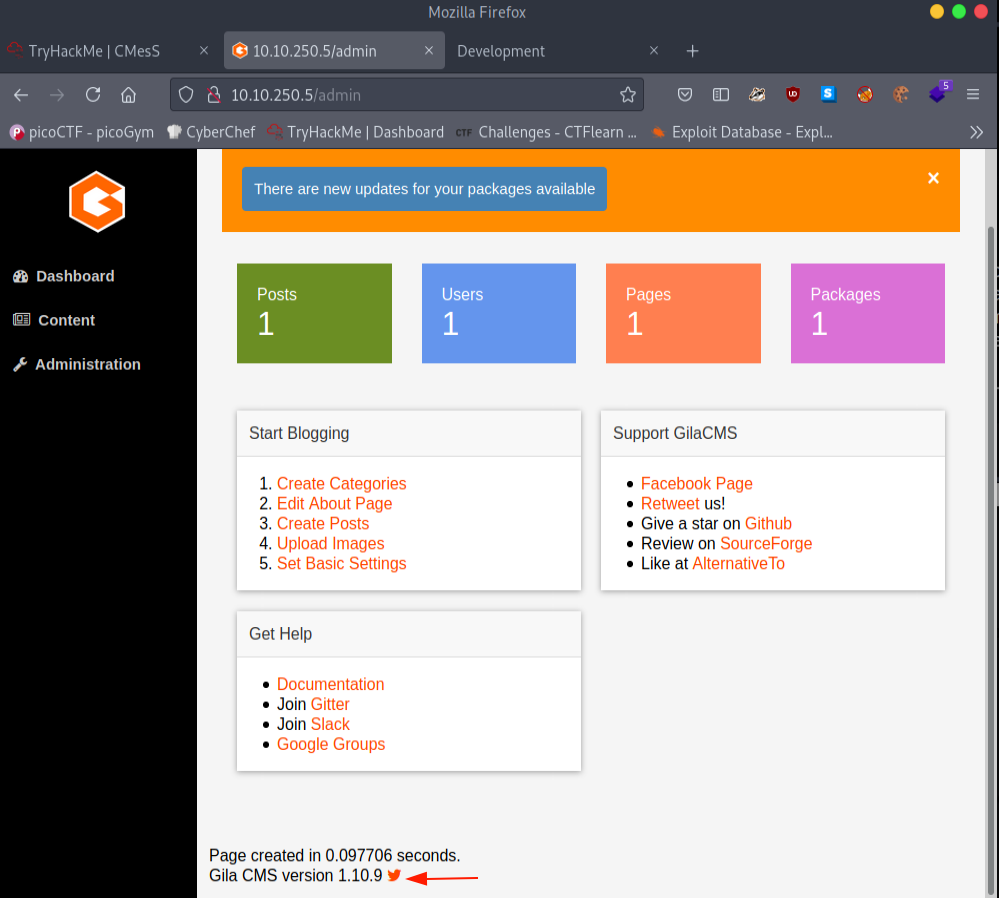 Mozilla Firefox
TryHackMe | CMesS
10.10.250.5/admin
Development
10.10.250.5/admin
5
picoCTF - picoGym
CyberChef
TryHackMe | Dashboard
CTF Challenges - CTFlearn ...
Exploit Database - Expl...
There are new updates for your packages available
×
Dashboard
Content
Administration
Posts
1
Users
1
Pages
1
Packages
1
Start Blogging
1. Create Categories
2. Edit About Page
3. Create Posts
4. Upload Images
5. Set Basic Settings
Support GilaCMS
Facebook Page
Retweet us!
Give a star on Github
Review on SourceForge
Like at AlternativeTo
Get Help
Documentation
Join Gitter
Join Slack
Google Groups
Page created in 0.097706 seconds.
Gila CMS version 1.10.9